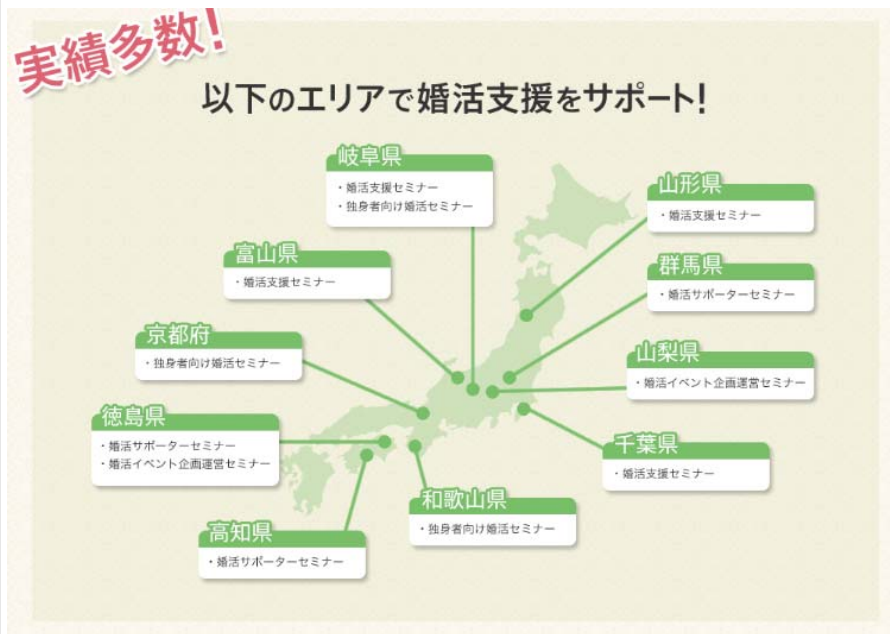 実績多数!
以下のエリアで婚活支援をサポート!
岐阜県
・婚活支援セミナー
・独身者向け婚活セミナー
山形県
・婚活支援セミナー
富山県
・婚活支援セミナー
群馬県
・婚活サポーターセミナー
京都府
・独身者向け婚活セミナー
山梨県
・婚活イベント企画運営セミナー
徳島県
・婚活サポーターセミナー
・婚活イベント企画運営セミナー
千葉県
・婚活支援セミナー
和歌山県
・独身者向け婚活セミナー
高知県
・婚活サポーターセミナー